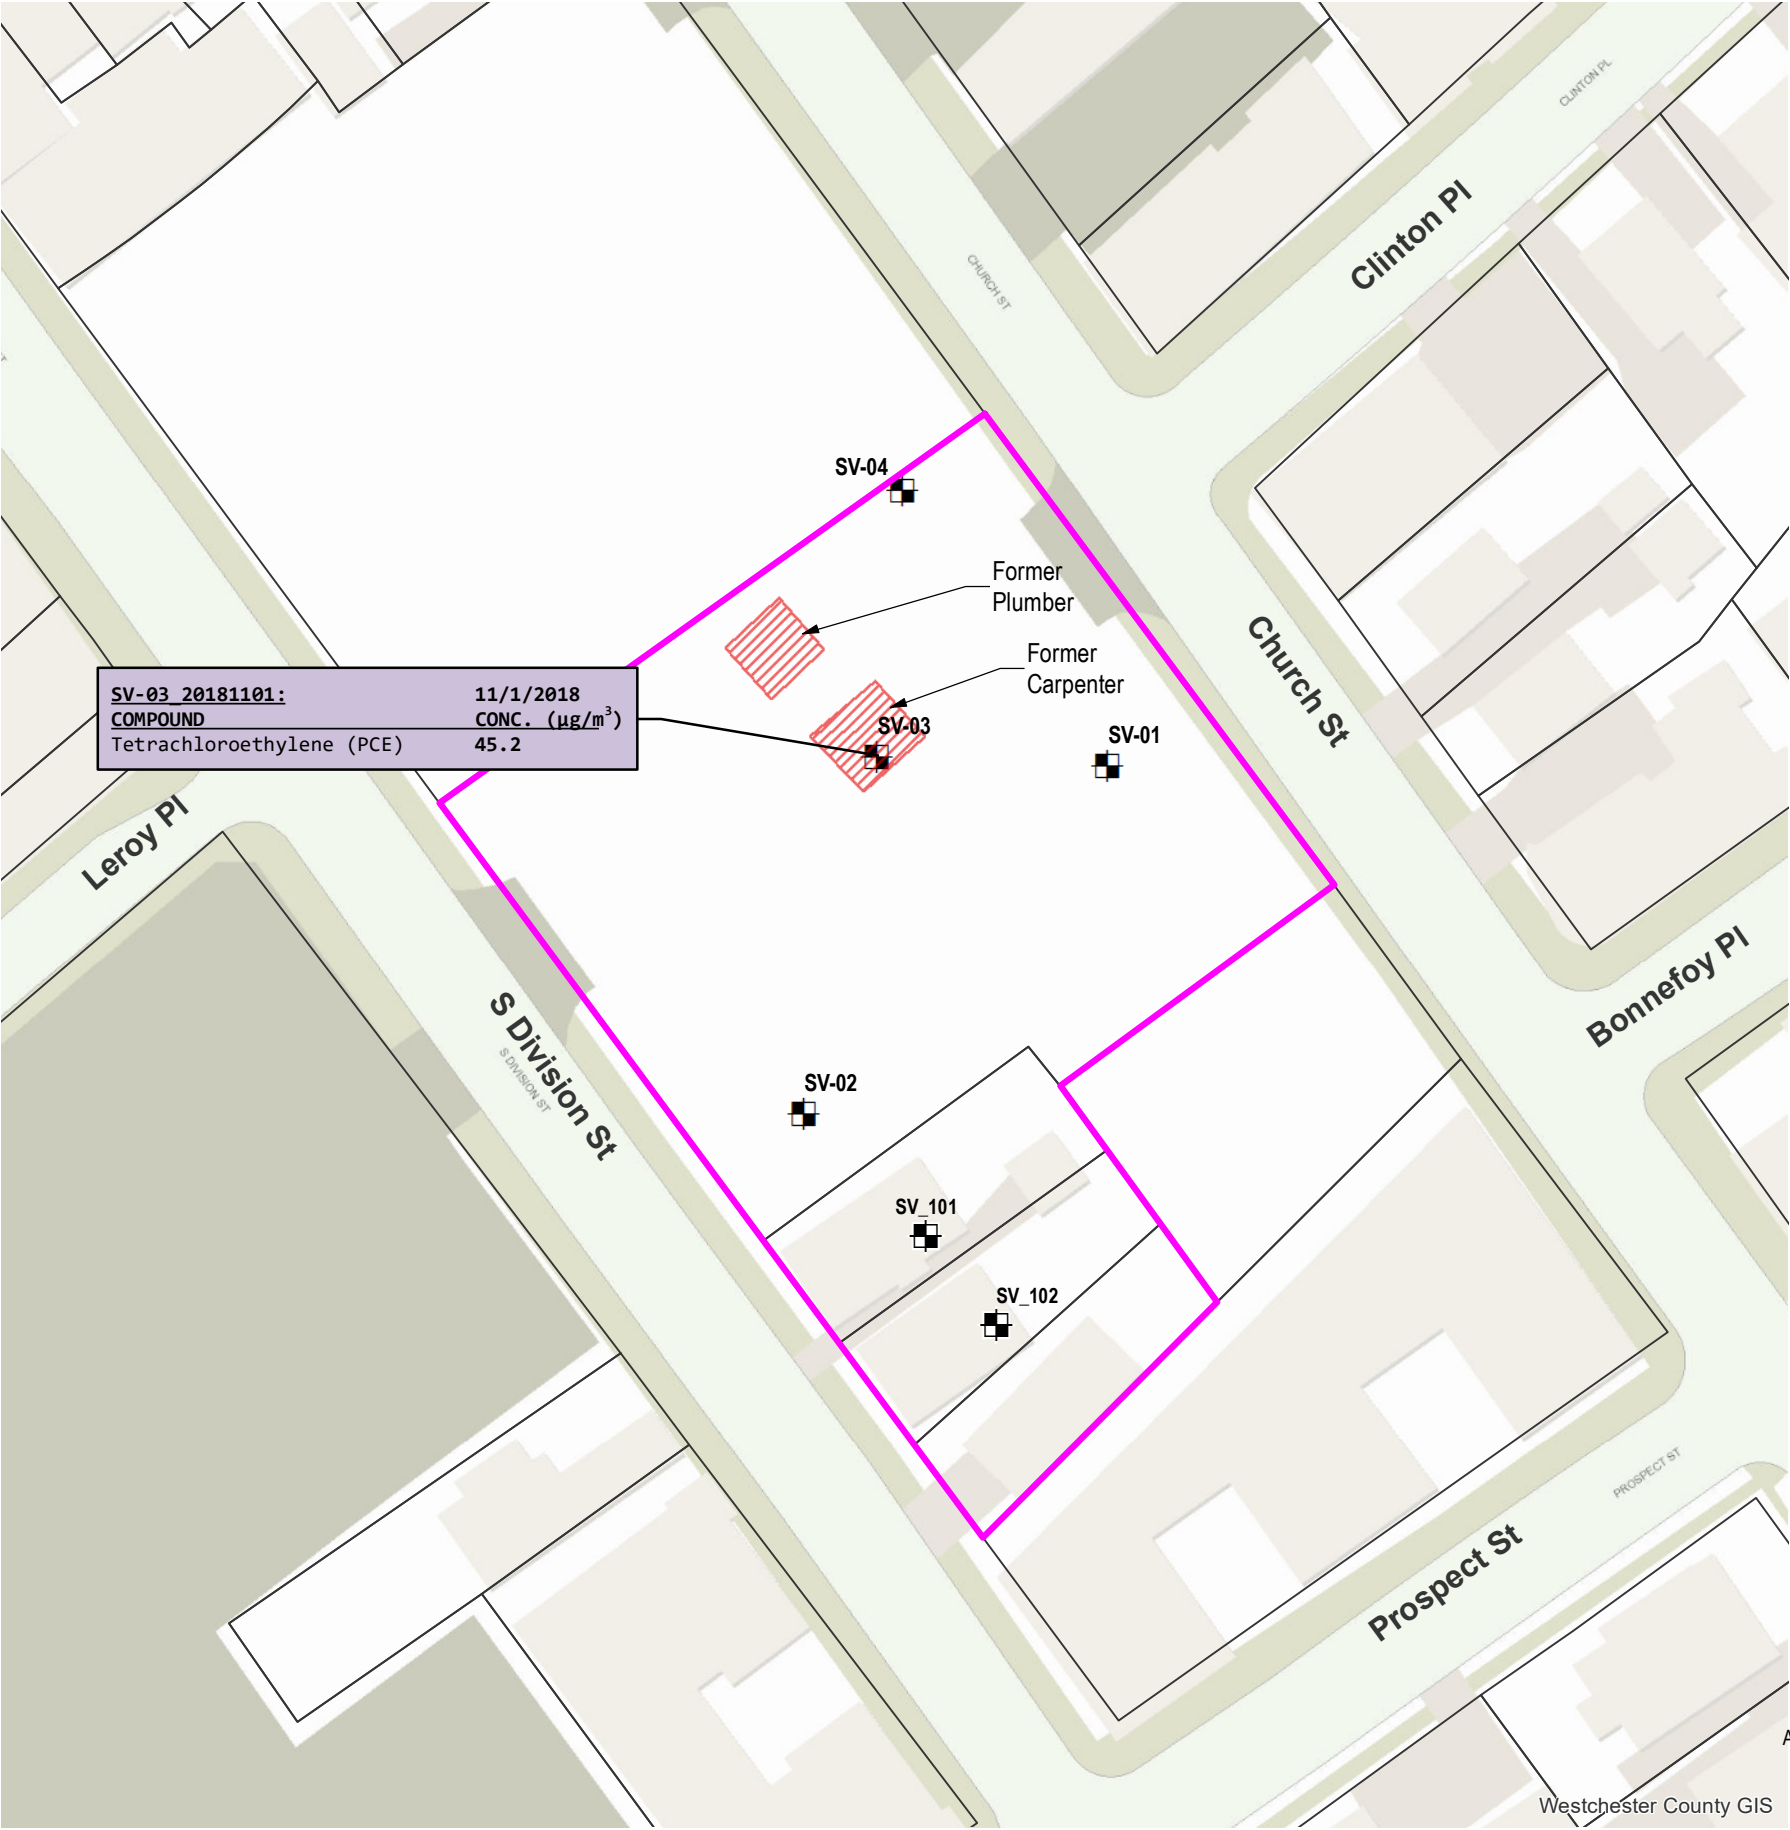 CLINTON PL
Clinton Pl
CHURCH ST
SV-04
Former
Plumber
Church St
Former
Carpenter
SV-03_20181101: 11/1/2018
COMPOUND CONC. (µg/m³)
Tetrachloroethylene (PCE) 45.2
SV-03
SV-01
Leroy Pl
Bonnefoy Pl
S Division St
S DIVISION ST
SV-02
SV_101
SV_102
PROSPECT ST
Prospect St
Westchester County GIS